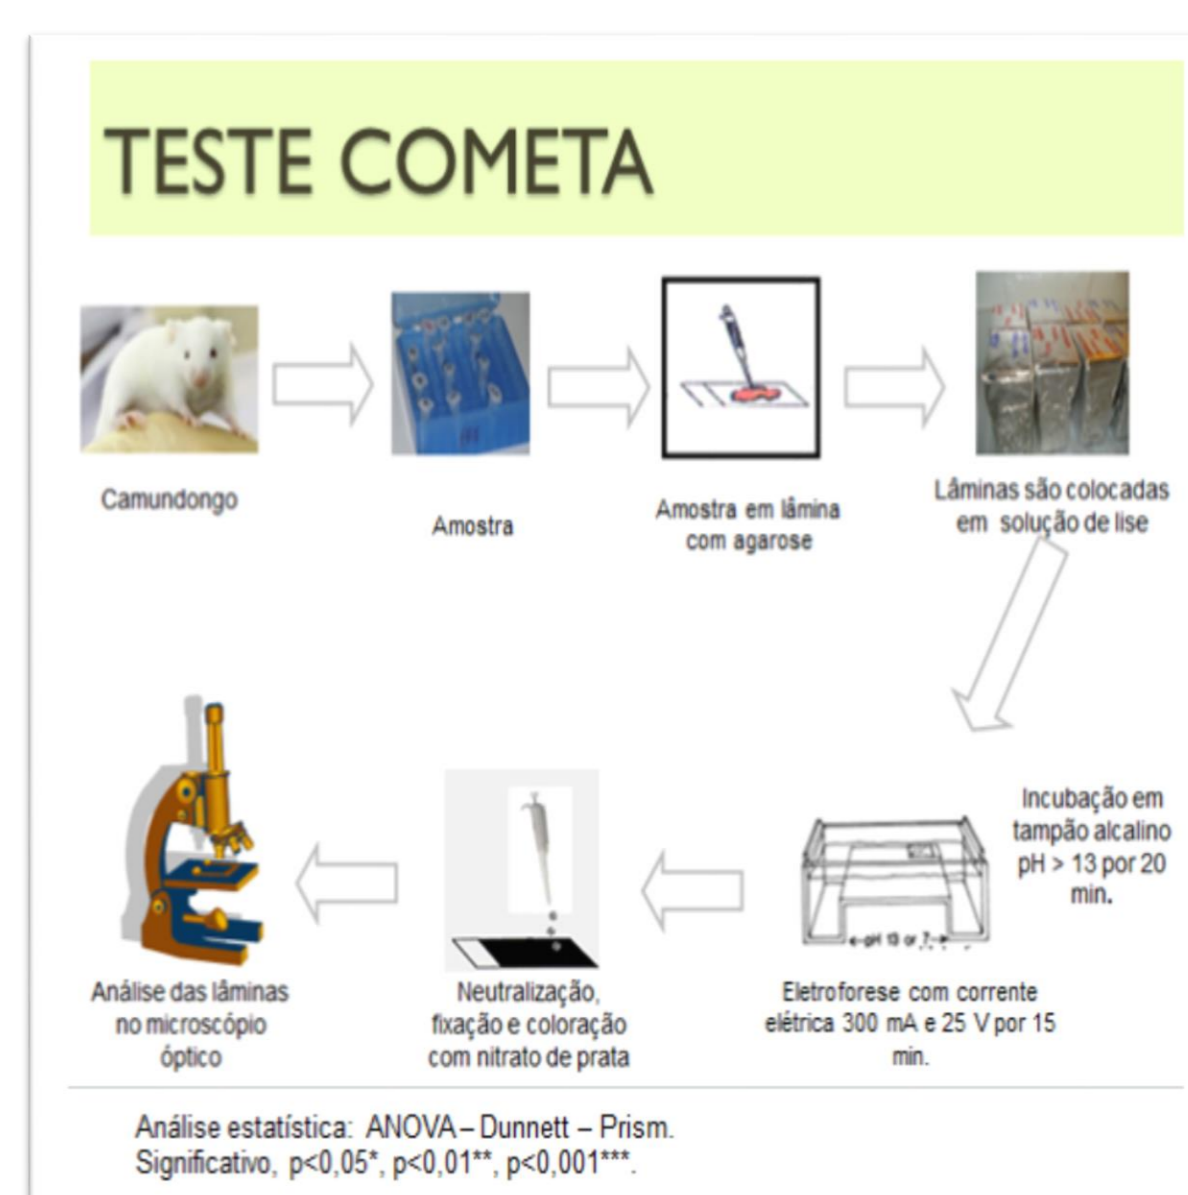 TESTE COMETA
Camundongo
Amostra
Amostra em lâmina
com agarose
Lâminas são colocadas
em solução de lise
Incubação em
tampão alcalino
pH > 13 por 20
min.
pH 13 or ?
Eletroforese com corrente
elétrica 300 mA e 25 V por 15
min.
Neutralização,
fixação e coloração
com nitrato de prata
Análise das lâminas
no microscópio
óptico
Análise estatística: ANOVA – Dunnett – Prism.
Significativo, p<0,05*, p<0,01**, p<0,001***.